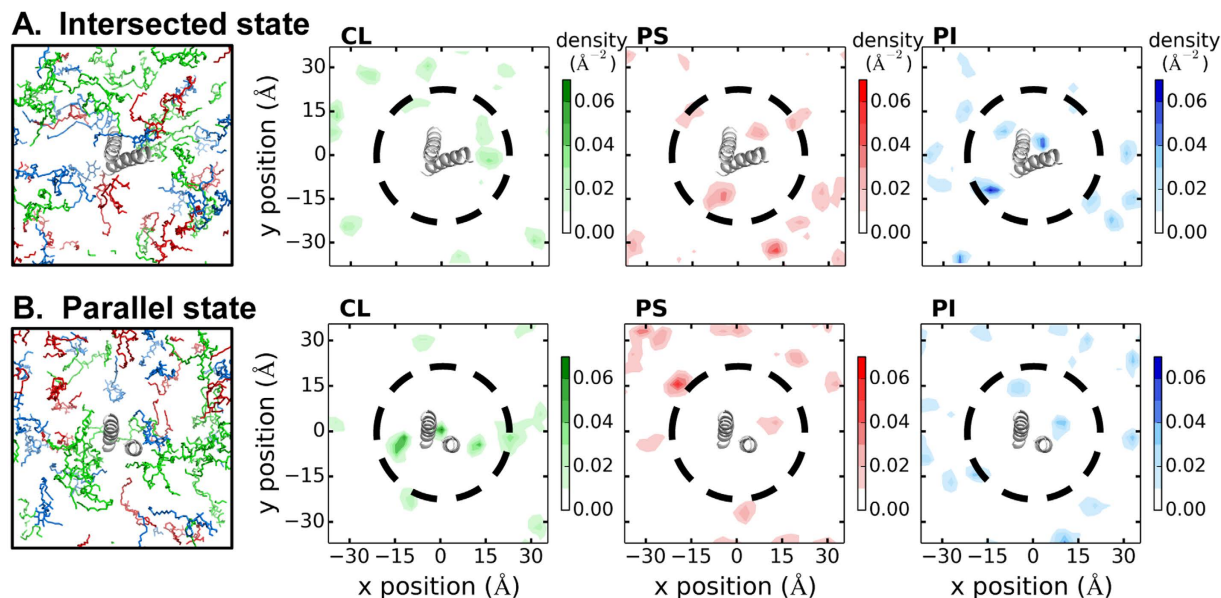 A. Intersected state
CL
density
(Å⁻²)
PS
density
(Å⁻²)
PI
density
(Å⁻²)
y position (Å)
30
15
0
−15
−30
0.06
0.04
0.02
0.00
0.06
0.04
0.02
0.00
0.06
0.04
0.02
0.00
B. Parallel state
CL
PS
PI
y position (Å)
30
15
0
−15
−30
0.06
0.04
0.02
0.00
0.06
0.04
0.02
0.00
0.06
0.04
0.02
0.00
−30 −15 0 15 30
−30 −15 0 15 30
−30 −15 0 15 30
x position (Å)
x position (Å)
x position (Å)